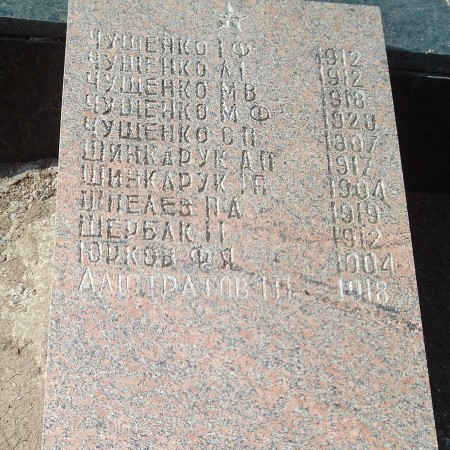 ЧУЩЕНКО І Ф 1912
ЧУЩЕНКО А Г 1912
ЧУЩЕНКО М В 1918
ЧУЩЕНКО М Ф 1920
ЧУЩЕНКО С П 1907
ШИНКАРУК А П 1917
ШИНКАРУК І П 1904
ШПЕЛЕВ П А 1919
ЩЕРБАК І І 1912
ЮРКОВ Ф Я 1904
АЛІСТРАТОВ І П 1918